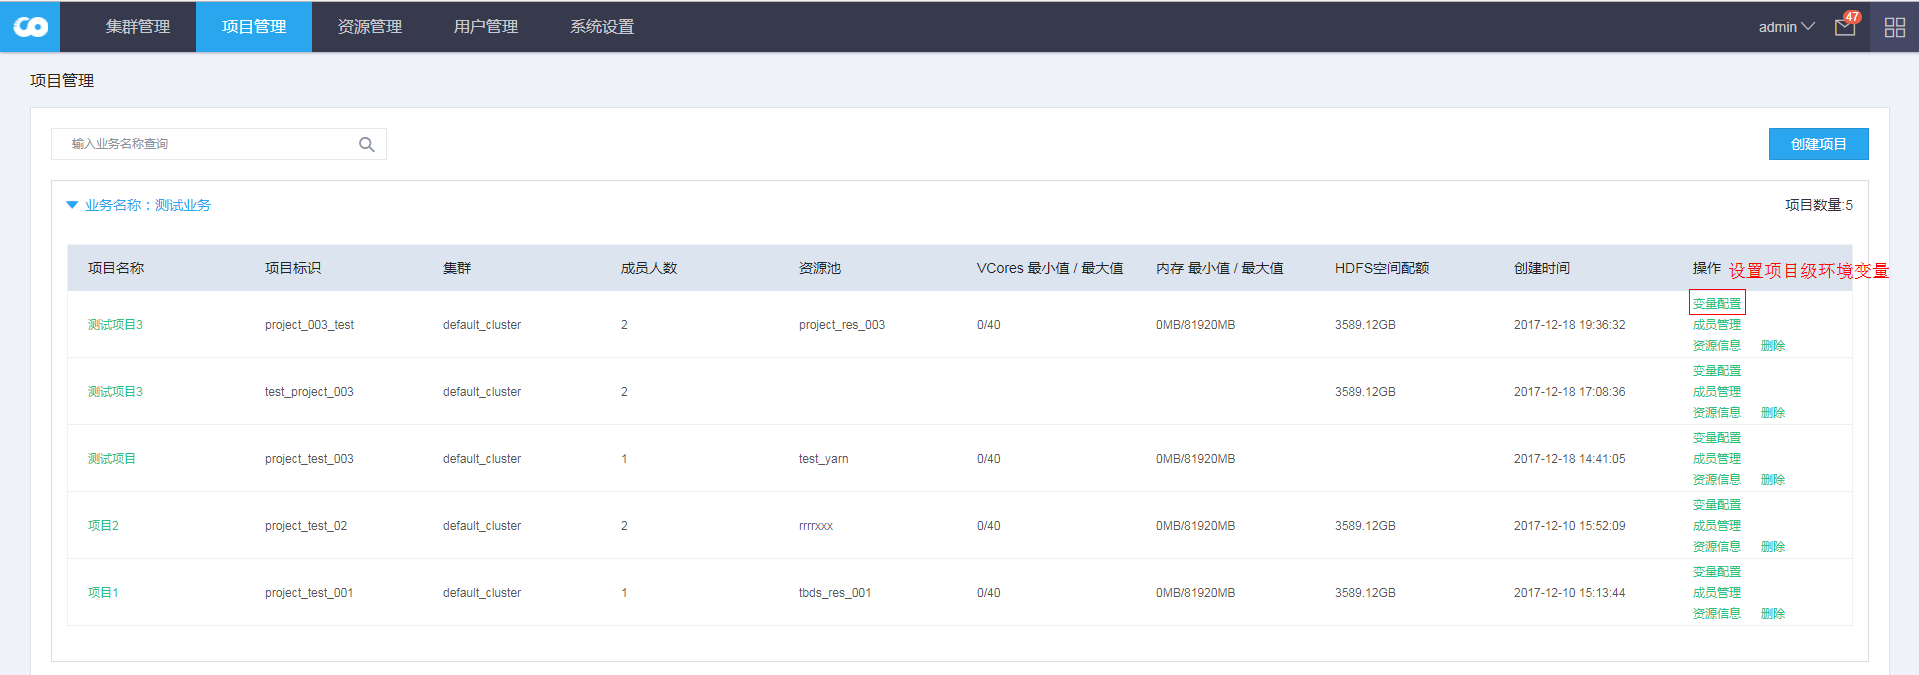 集群管理 项目管理 资源管理 用户管理 系统设置 admin 47
项目管理
输入业务名称查询 创建项目
业务名称：测试业务 项目数量:5
项目名称 项目标识 集群 成员人数 资源池 VCores 最小值 / 最大值 内存 最小值 / 最大值 HDFS空间配额 创建时间 操作 设置项目级环境变量
变量配置
测试项目3 project_003_test default_cluster 2 project_res_003 0/40 0MB/81920MB 3589.12GB 2017-12-18 19:36:32 成员管理
资源信息 删除
变量配置
测试项目3 test_project_003 default_cluster 2 3589.12GB 2017-12-18 17:08:36 成员管理
资源信息 删除
变量配置
测试项目 project_test_003 default_cluster 1 test_yarn 0/40 0MB/81920MB 2017-12-18 14:41:05 成员管理
资源信息 删除
变量配置
项目2 project_test_02 default_cluster 2 rrrrxxx 0/40 0MB/81920MB 3589.12GB 2017-12-10 15:52:09 成员管理
资源信息 删除
变量配置
项目1 project_test_001 default_cluster 1 tbds_res_001 0/40 0MB/81920MB 3589.12GB 2017-12-10 15:13:44 成员管理
资源信息 删除